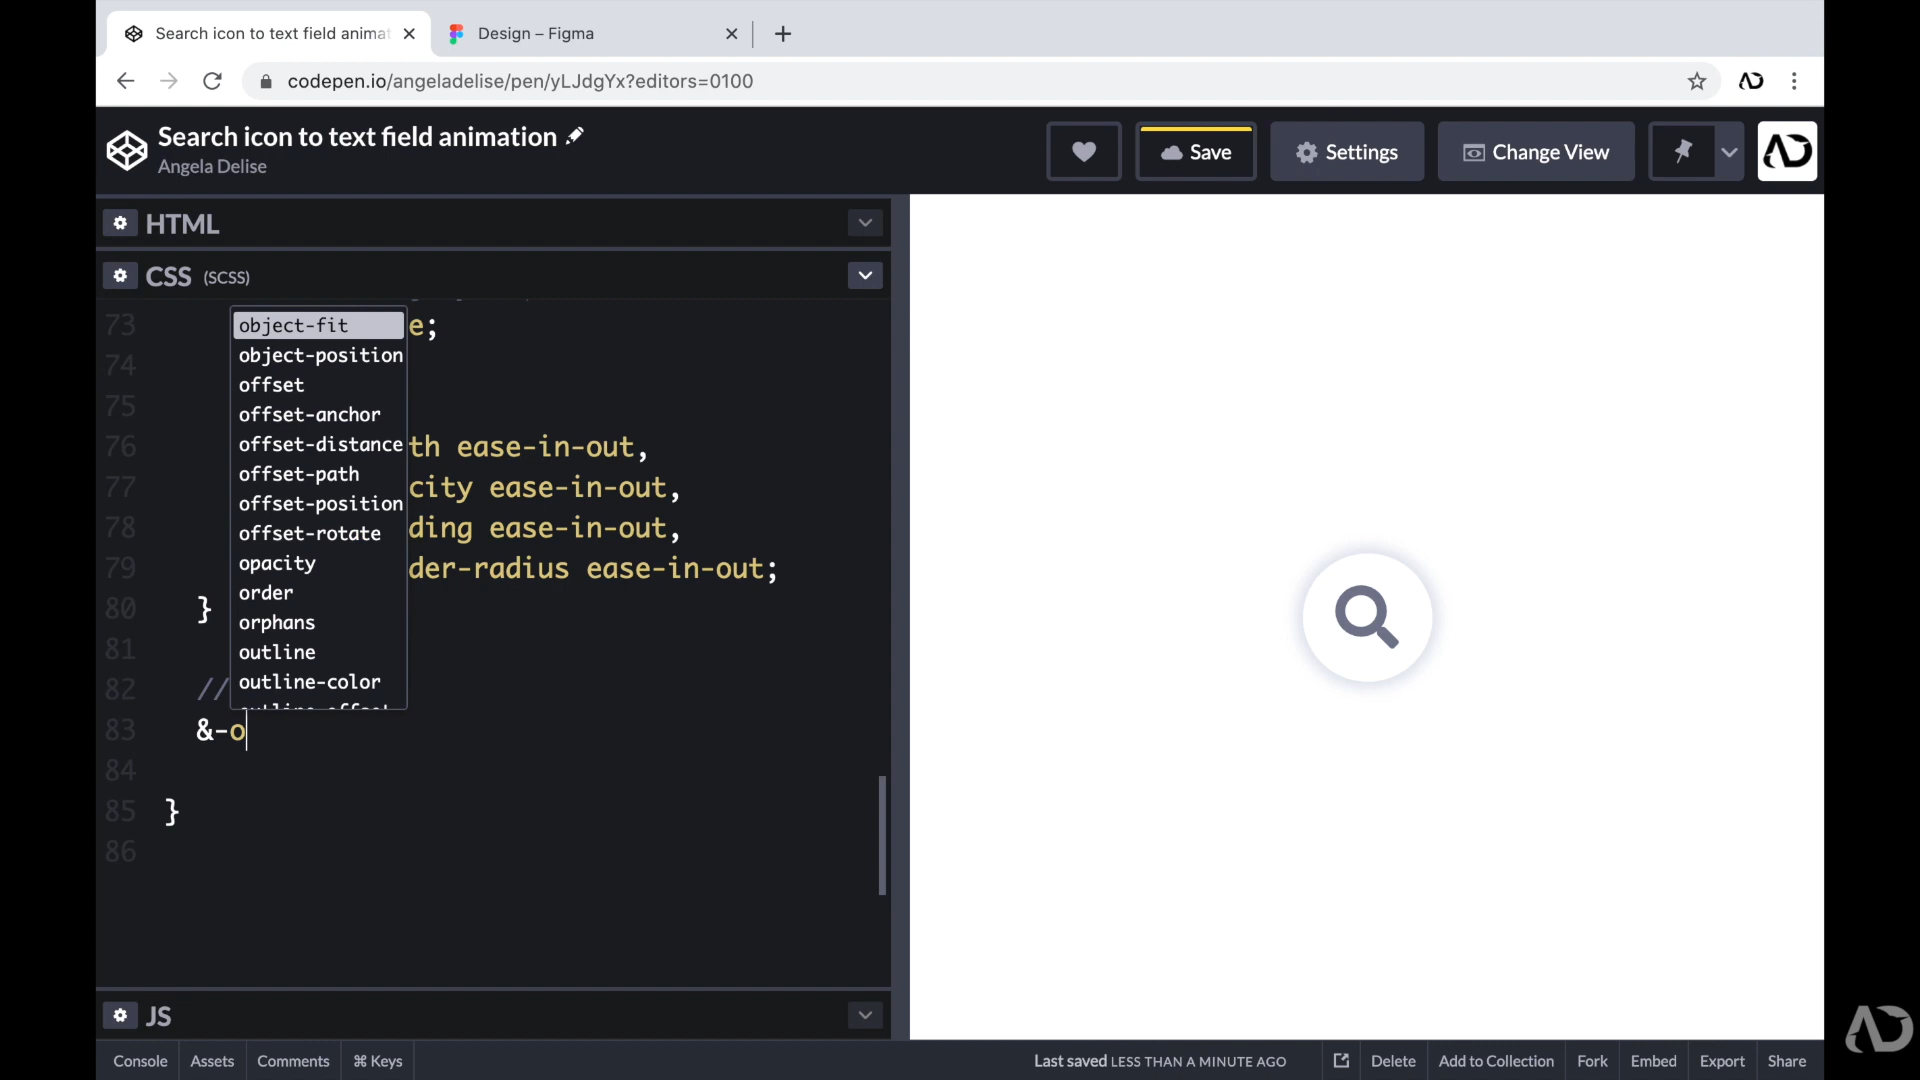 Search icon to text field animat
Design – Figma
codepen.io/angeladelise/pen/yLJdgYx?editors=0100
Search icon to text field animation
Angela Delise
Save
Settings
Change View
HTML
CSS (SCSS)
73 e;
74
75
76 th ease-in-out,
77 city ease-in-out,
78 ding ease-in-out,
79 der-radius ease-in-out;
80 }
81
82 //
83 &-o
84
85 }
86
object-fit
object-position
offset
offset-anchor
offset-distance
offset-path
offset-position
offset-rotate
opacity
order
orphans
outline
outline-color
outline-offset
JS
Console
Assets
Comments
⌘ Keys
Last saved LESS THAN A MINUTE AGO
Delete
Add to Collection
Fork
Embed
Export
Share